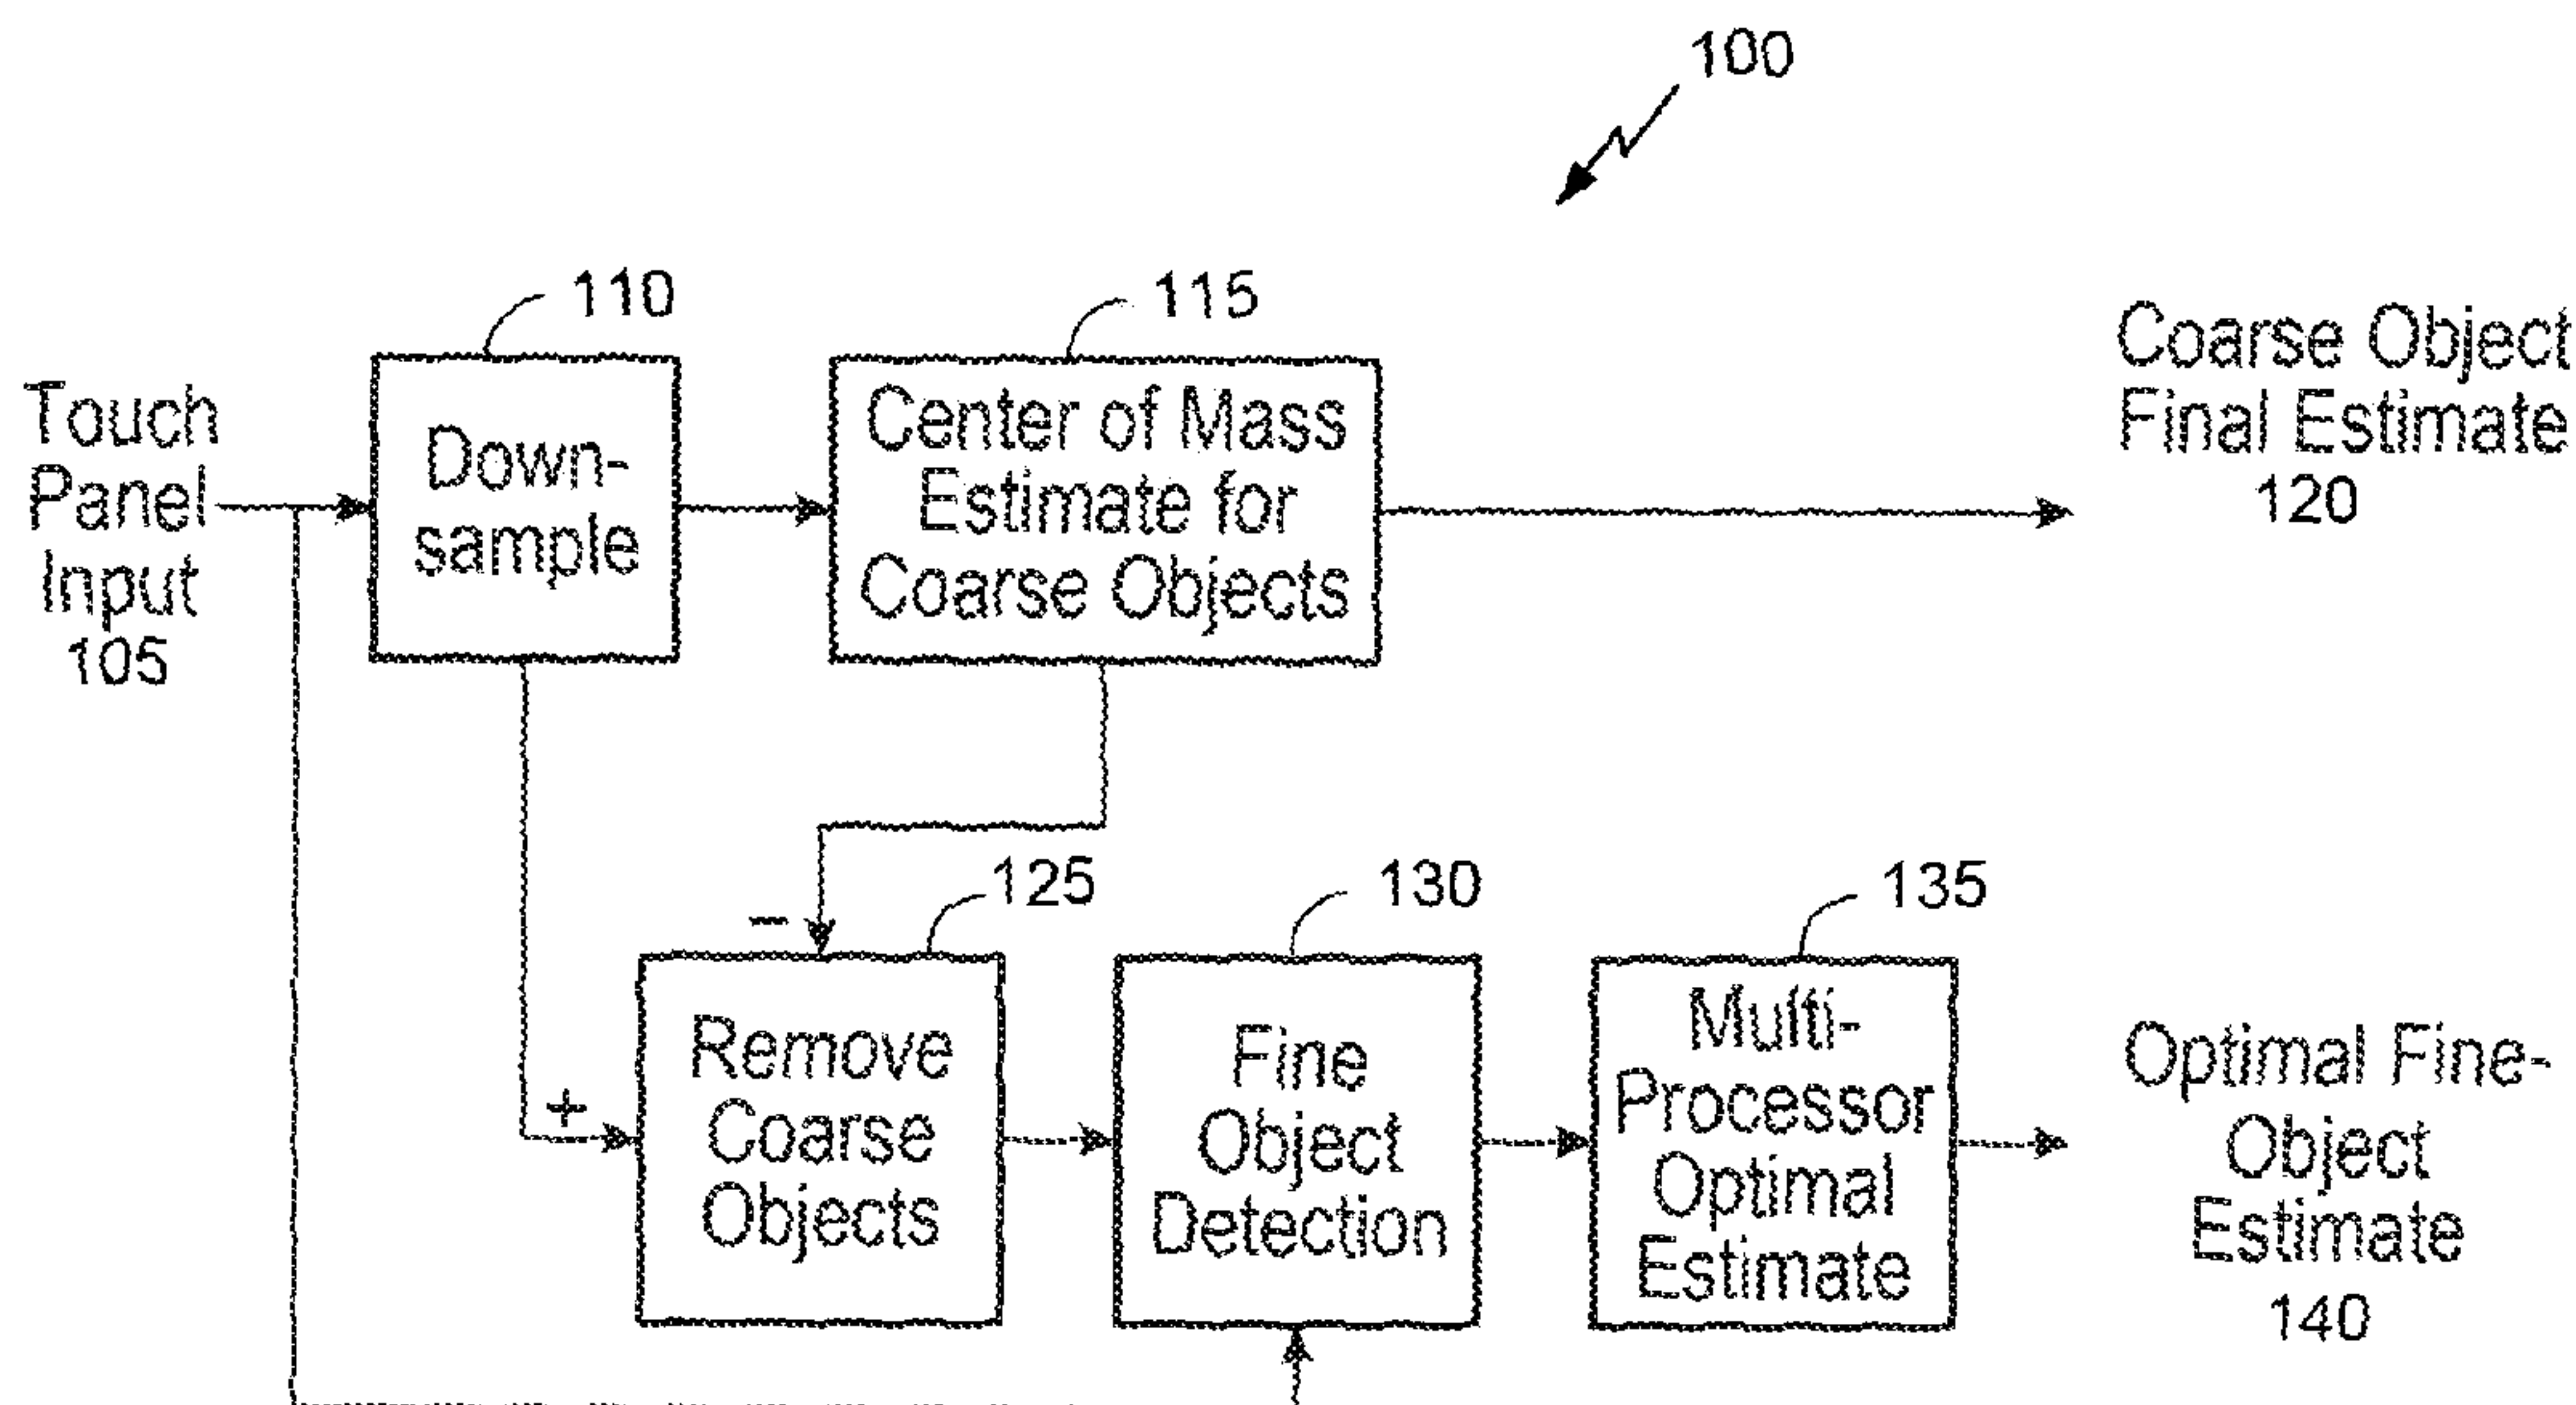 100
110
115
Touch
Panel
Input
105
Down-
sample
Center of Mass
Estimate for
Coarse Objects
Coarse Object
Final Estimate
120
−
+
125
130
135
Remove
Coarse
Objects
Fine
Object
Detection
Multi-
Processor
Optimal
Estimate
Optimal Fine-
Object
Estimate
140